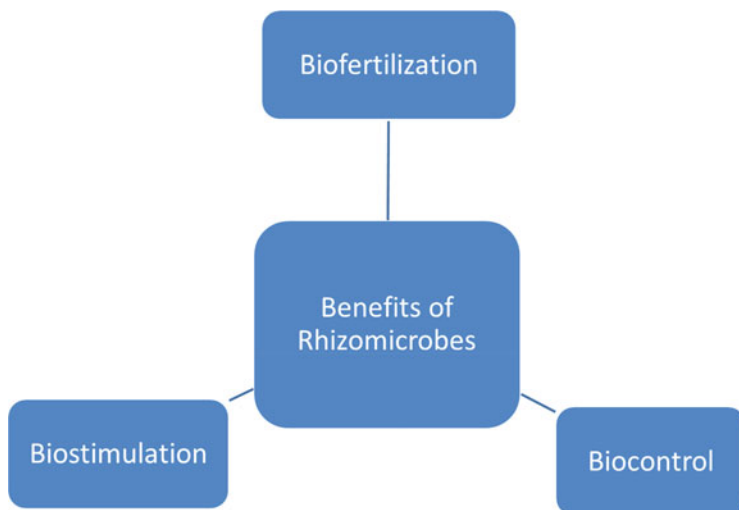 Biofertilization
Benefits of
Rhizomicrobes
Biostimulation
Biocontrol